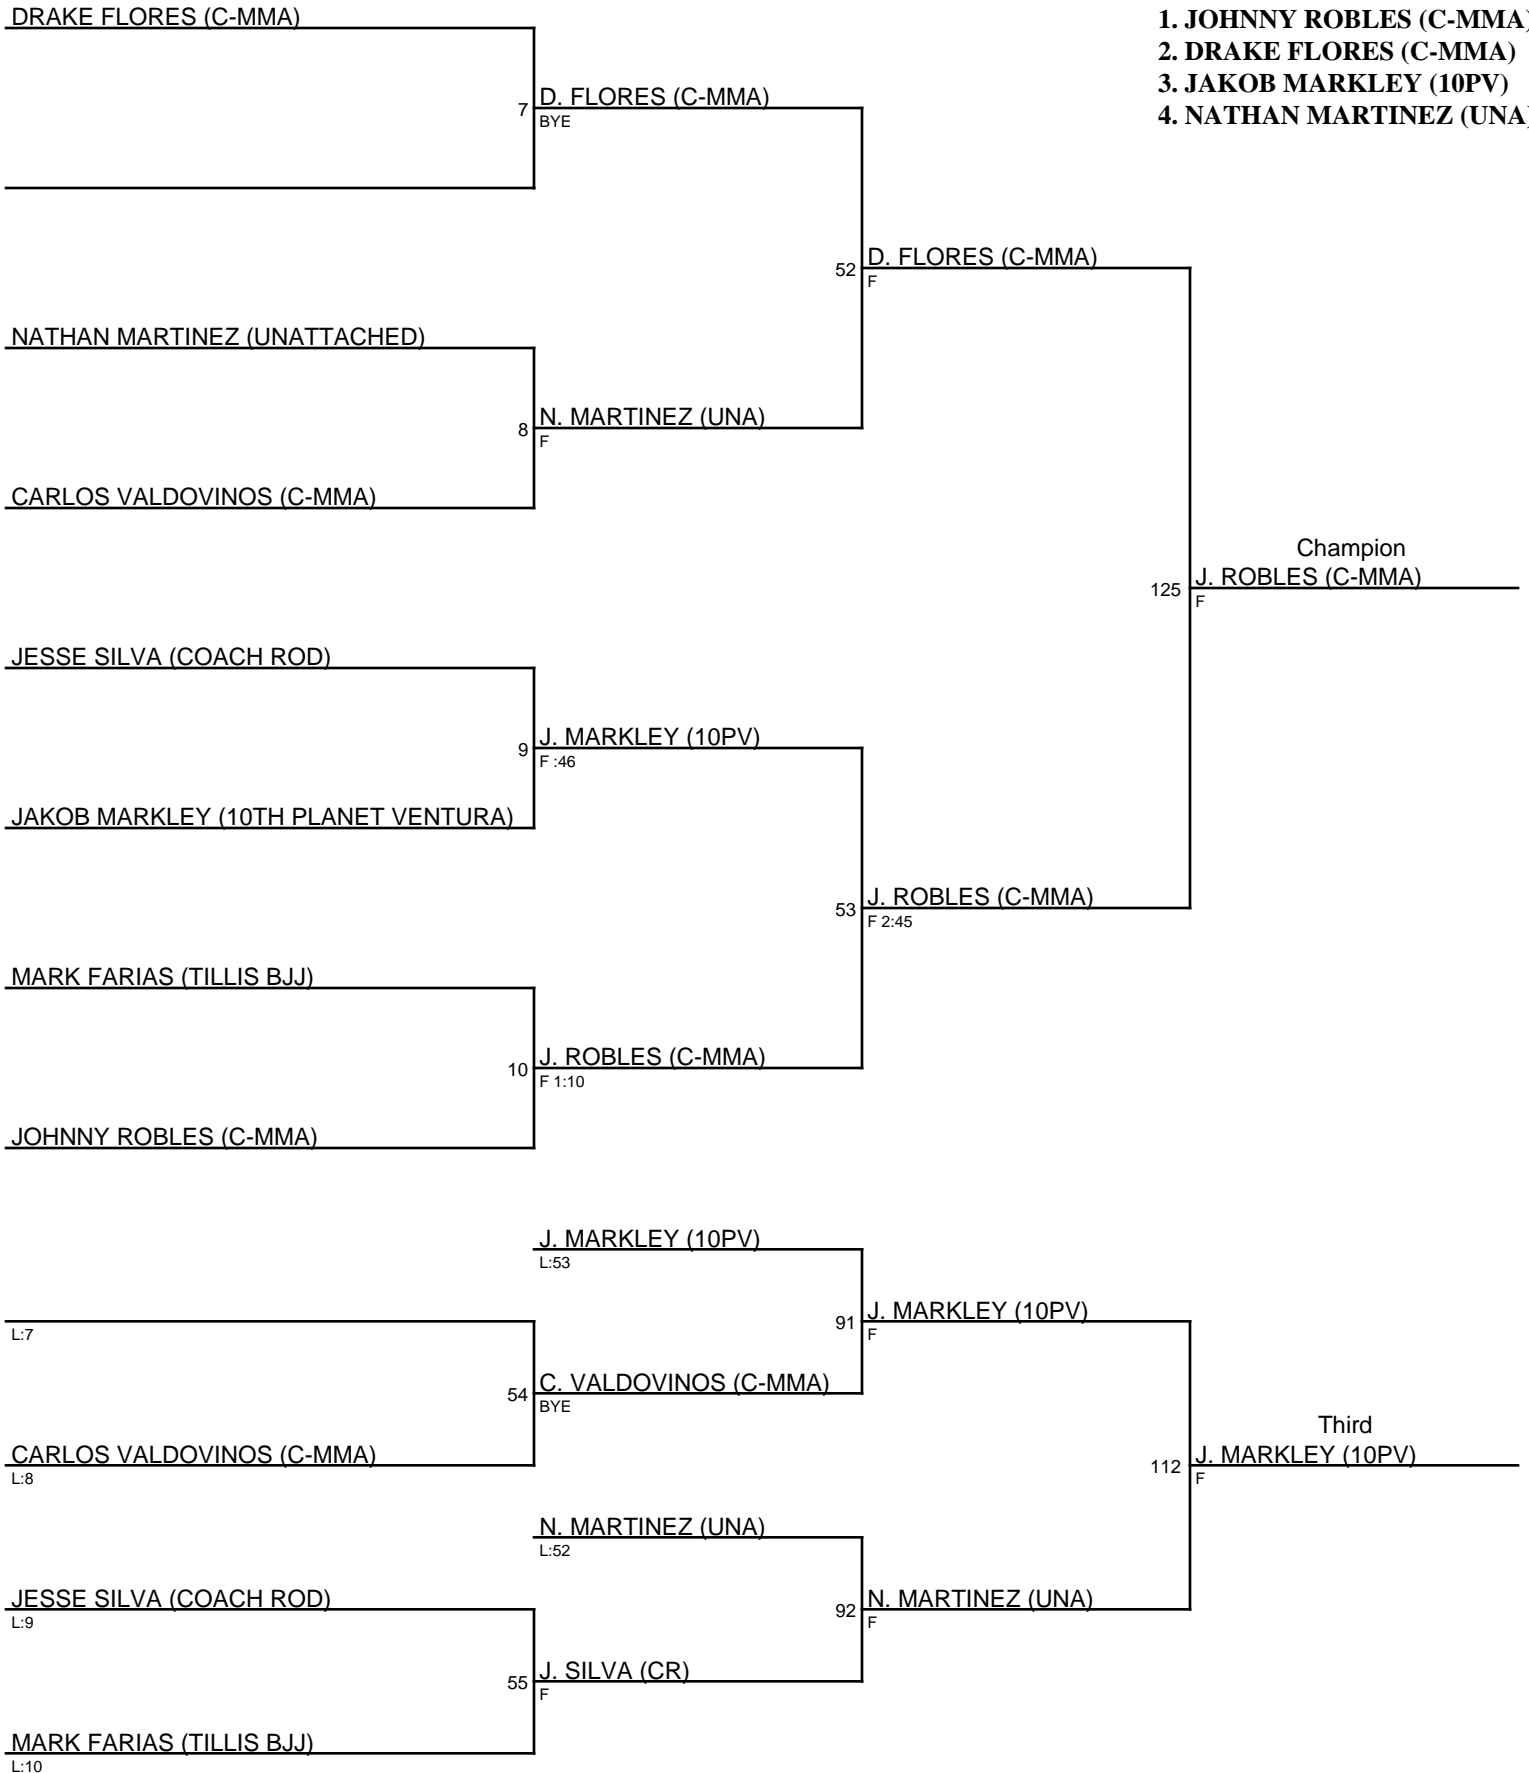 DRAKE FLORES (C-MMA)
1. JOHNNY ROBLES (C-MMA)
2. DRAKE FLORES (C-MMA)
3. JAKOB MARKLEY (10PV)
4. NATHAN MARTINEZ (UNA)
7 D. FLORES (C-MMA)
BYE
52 D. FLORES (C-MMA)
F
NATHAN MARTINEZ (UNATTACHED)
8 N. MARTINEZ (UNA)
F
CARLOS VALDOVINOS (C-MMA)
Champion
125 J. ROBLES (C-MMA)
F
JESSE SILVA (COACH ROD)
9 J. MARKLEY (10PV)
F :46
JAKOB MARKLEY (10TH PLANET VENTURA)
53 J. ROBLES (C-MMA)
F 2:45
MARK FARIAS (TILLIS BJJ)
10 J. ROBLES (C-MMA)
F 1:10
JOHNNY ROBLES (C-MMA)
J. MARKLEY (10PV)
L:53
91 J. MARKLEY (10PV)
F
L:7
54 C. VALDOVINOS (C-MMA)
BYE
CARLOS VALDOVINOS (C-MMA)
L:8
Third
112 J. MARKLEY (10PV)
F
N. MARTINEZ (UNA)
L:52
JESSE SILVA (COACH ROD)
L:9
92 N. MARTINEZ (UNA)
F
55 J. SILVA (CR)
F
MARK FARIAS (TILLIS BJJ)
L:10